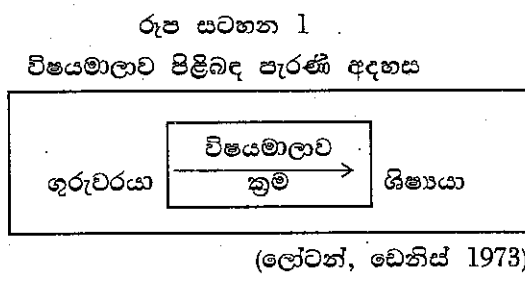 රූප සටහන 1
විෂයමාලාව පිළිබඳ පැරණි අදහස
විෂයමාලාව
ගුරුවරයා ක්‍රම ශිෂ්‍යයා
(ලෝටන්, ඩෙනිස් 1973)